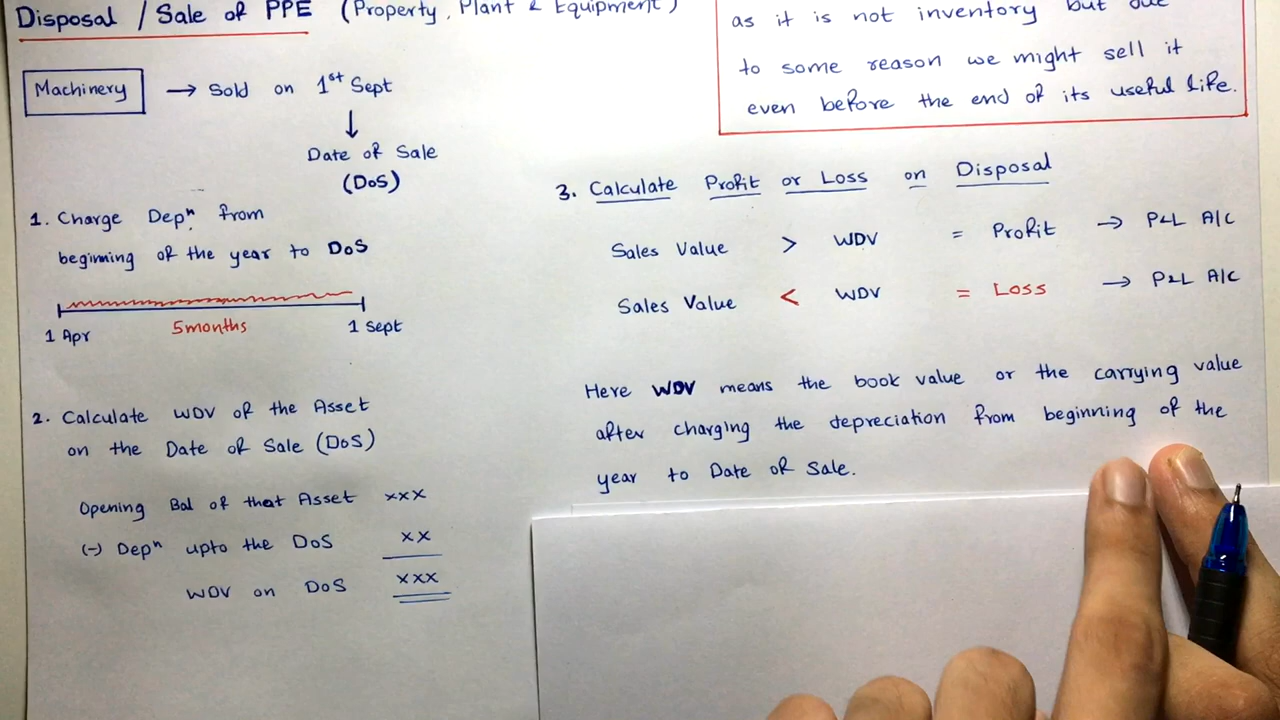 Disposal / Sale of PPE (Property, Plant & Equipment)
Machinery → Sold on 1st Sept
↓
Date of Sale
(DoS)
1. Charge Depn from
beginning of the year to DoS
1 Apr 5months 1 Sept
2. Calculate WDV of the Asset
on the Date of Sale (DoS)
Opening Bal of that Asset xxx
(-) Depn upto the DoS xx
WDV on DoS xxx
as it is not inventory but due
to some reason we might sell it
even before the end of its useful life.
3. Calculate Profit or Loss on Disposal
Sales Value > WDV = Profit → P&L A/C
Sales Value < WDV = Loss → P&L A/C
Here WDV means the book value or the carrying value
after charging the depreciation from beginning of the
year to Date of Sale.